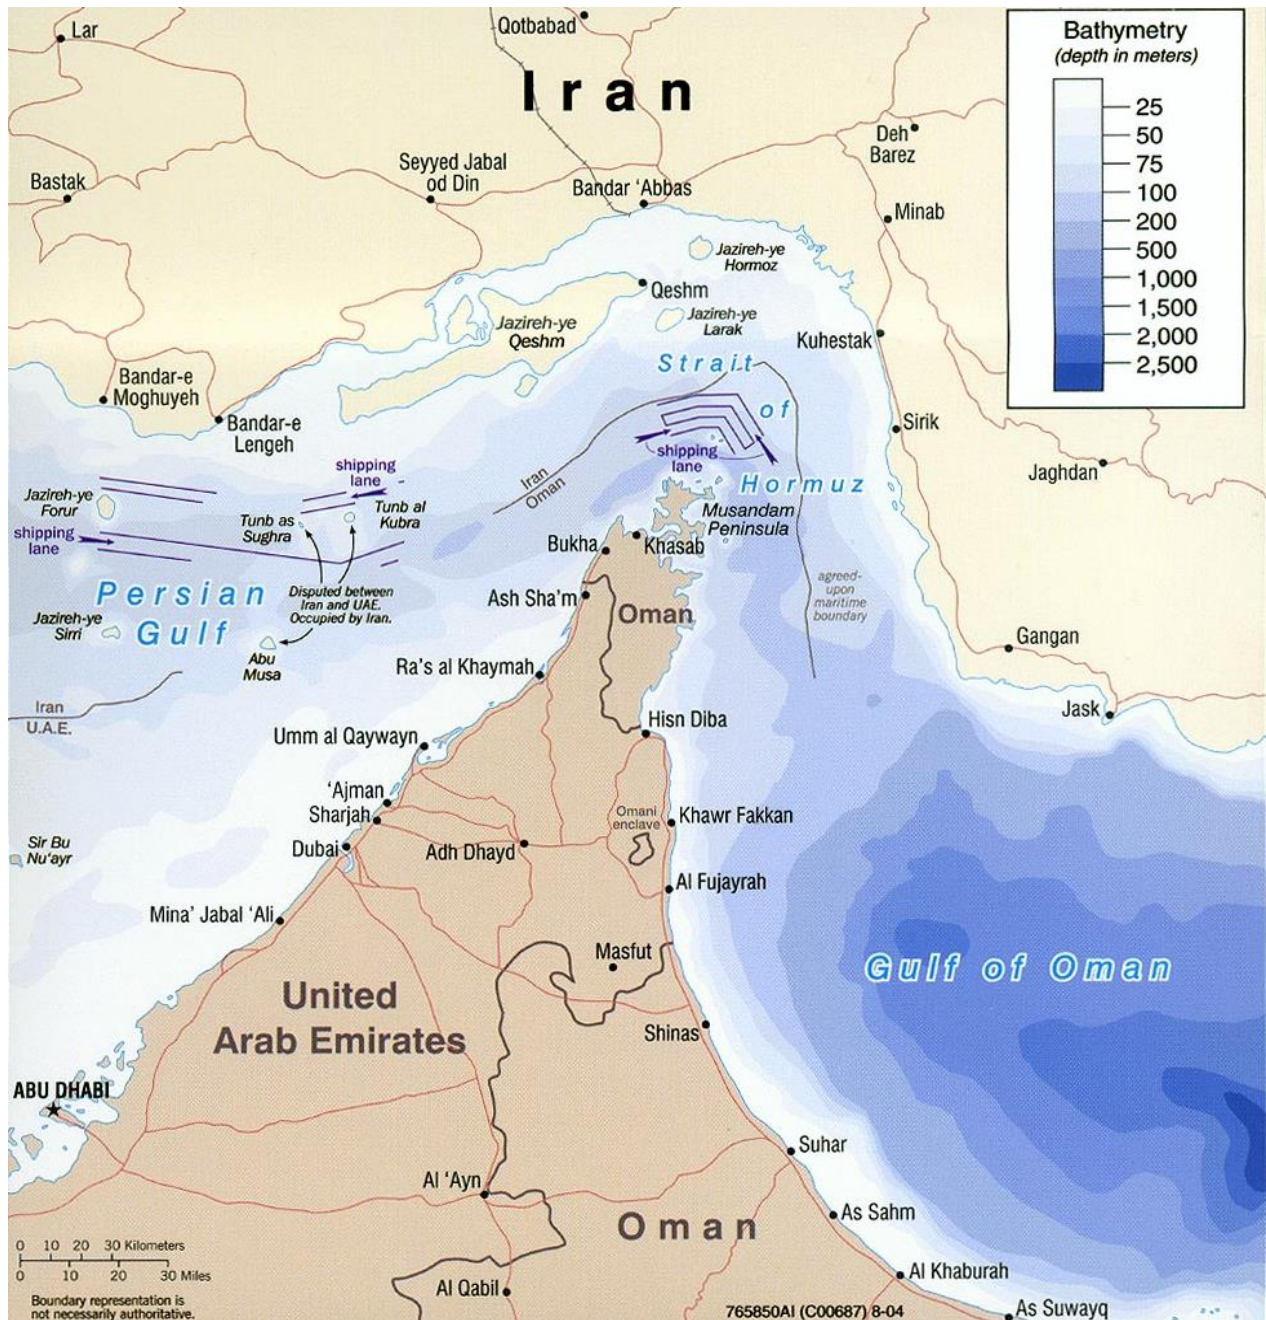 Lar
Qotbabad
Iran
Bathymetry
(depth in meters)
25
50
75
100
200
500
1,000
1,500
2,000
2,500
Deh
Barez
Seyyed Jabal
od Din
Bastak
Bandar ‘Abbas
Minab
Jazireh-ye
Hormoz
Qeshm
Jazireh-ye
Qeshm
Jazireh-ye
Larak
Kuhestak
Strait
of
Hormuz
Bandar-e
Moghuyeh
Bandar-e
Lengeh
Sirik
shipping
lane
shipping
lane
Jaghdan
Iran
Oman
Jazireh-ye
Forur
Tunb as
Sughra
Tunb al
Kubra
Musandam
Peninsula
shipping
lane
Bukha
Khasab
Persian
Gulf
Disputed between
Iran and UAE.
Occupied by Iran.
Ash Sha’m
Oman
agreed-
upon
maritime
boundary
Jazireh-ye
Sirri
Abu
Musa
Gangan
Ra’s al Khaymah
Iran
U.A.E.
Jask
Hisn Diba
Umm al Qaywayn
‘Ajman
Sharjah
Dubai
Omani
enclave
Khawr Fakkan
Sir Bu
Nu‘ayr
Adh Dhayd
Al Fujayrah
Mina’ Jabal ‘Ali
Masfut
Gulf of Oman
United
Arab Emirates
Shinas
ABU DHABI
Suhar
Al ‘Ayn
As Sahm
Oman
0 10 20 30 Kilometers
0 10 20 30 Miles
Al Qabil
Al Khaburah
Boundary representation is
not necessarily authoritative.
765850AI (C00687) 8-04
As Suwayq